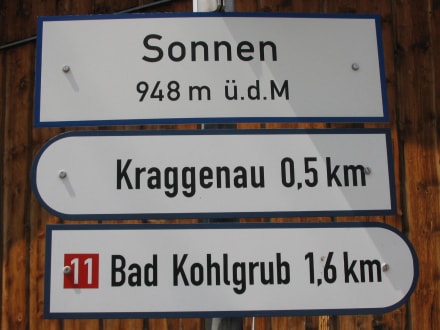 Sonnen
948 m ü.d.M
Kraggenau 0,5 km
11 Bad Kohlgrub 1,6 km